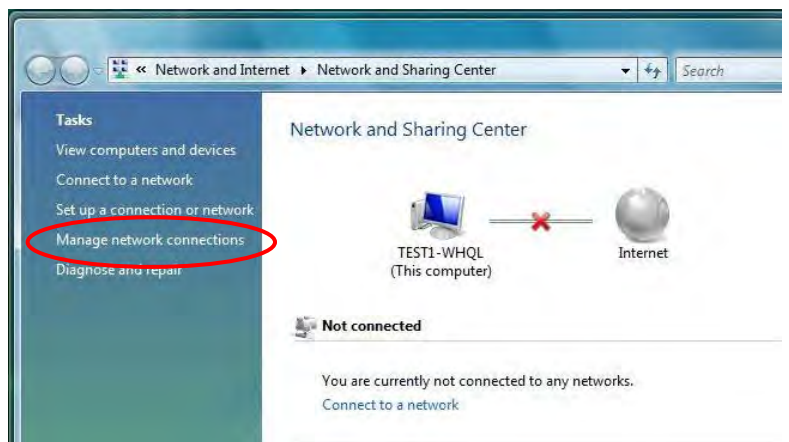 « Network and Internet ▸ Network and Sharing Center
Search
Tasks
View computers and devices
Connect to a network
Set up a connection or network
Manage network connections
Diagnose and repair
Network and Sharing Center
TEST1-WHQL
(This computer)
Internet
Not connected
You are currently not connected to any networks.
Connect to a network